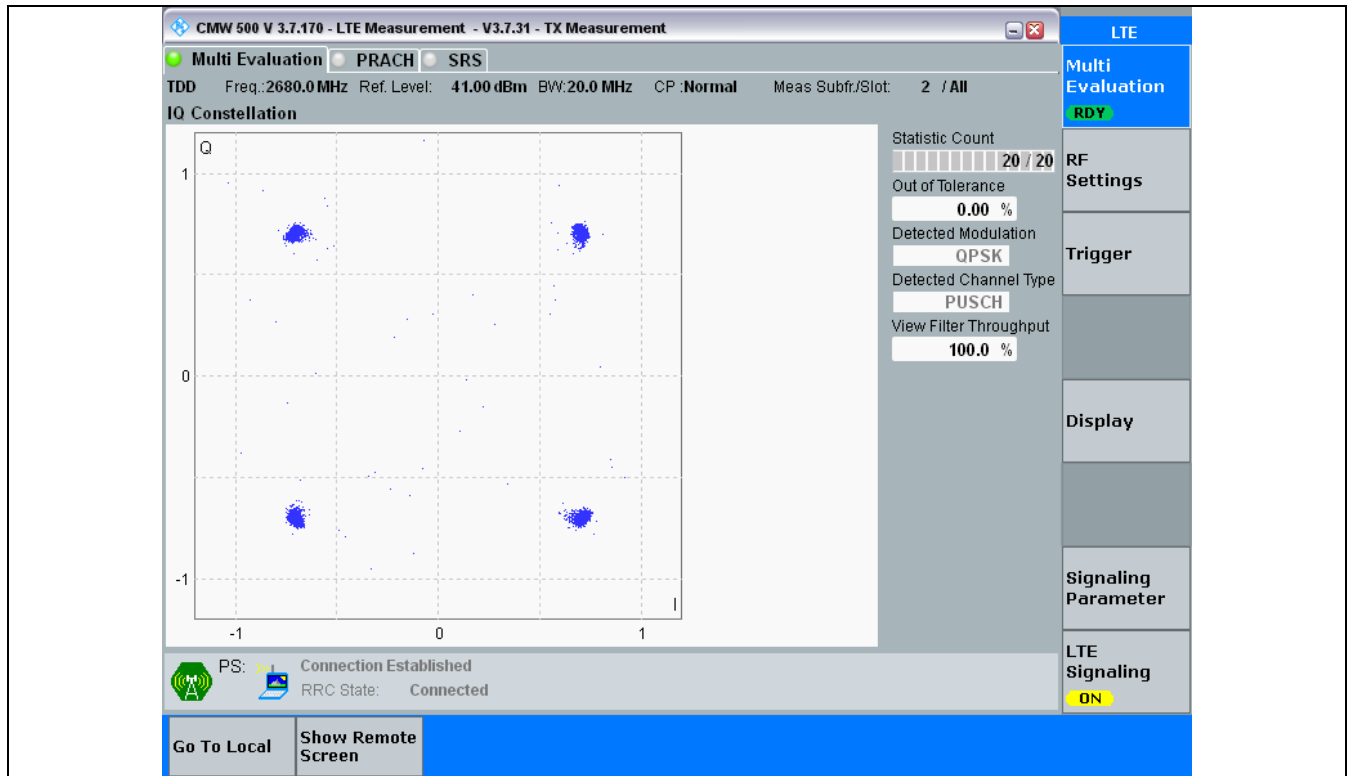 CMW 500 V 3.7.170 - LTE Measurement - V3.7.31 - TX Measurement
LTE
Multi Evaluation PRACH SRS
TDD Freq.:2680.0 MHz Ref. Level: 41.00 dBm BW:20.0 MHz CP :Normal Meas Subfr./Slot: 2 / All
IQ Constellation
Q
1
0
-1
-1 0 1
I
Statistic Count
20 / 20
Out of Tolerance
0.00 %
Detected Modulation
QPSK
Detected Channel Type
PUSCH
View Filter Throughput
100.0 %
Multi
Evaluation
RDY
RF
Settings
Trigger
Display
Signaling
Parameter
LTE
Signaling
ON
PS: Connection Established
RRC State: Connected
Go To Local
Show Remote
Screen